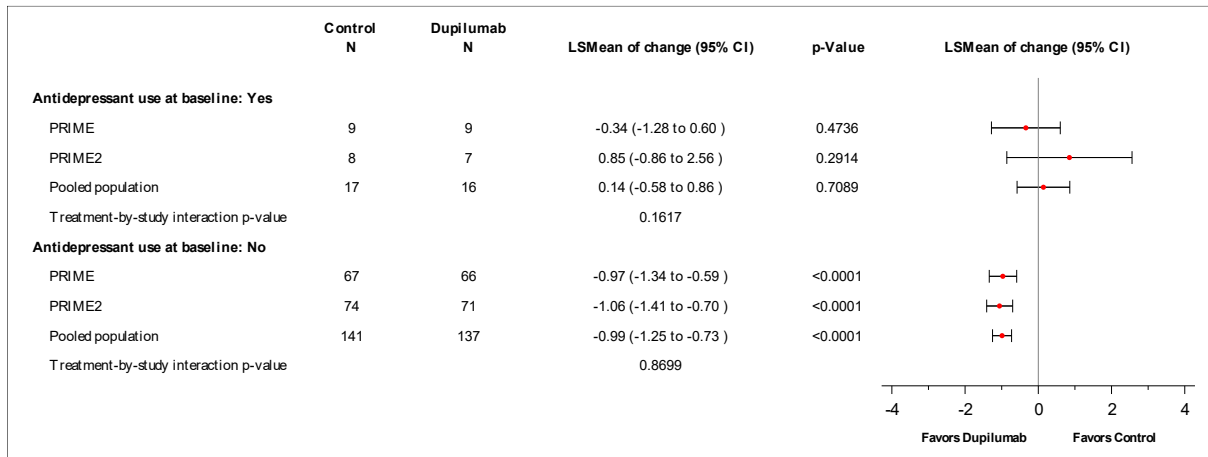 Control Dupilumab
N N LSMean of change (95% CI) p-Value LSMean of change (95% CI)
Antidepressant use at baseline: Yes
PRIME 9 9 -0.34 (-1.28 to 0.60 ) 0.4736
PRIME2 8 7 0.85 (-0.86 to 2.56 ) 0.2914
Pooled population 17 16 0.14 (-0.58 to 0.86 ) 0.7089
Treatment-by-study interaction p-value 0.1617
Antidepressant use at baseline: No
PRIME 67 66 -0.97 (-1.34 to -0.59 ) <0.0001
PRIME2 74 71 -1.06 (-1.41 to -0.70 ) <0.0001
Pooled population 141 137 -0.99 (-1.25 to -0.73 ) <0.0001
Treatment-by-study interaction p-value 0.8699
-4 -2 0 2 4
Favors Dupilumab Favors Control